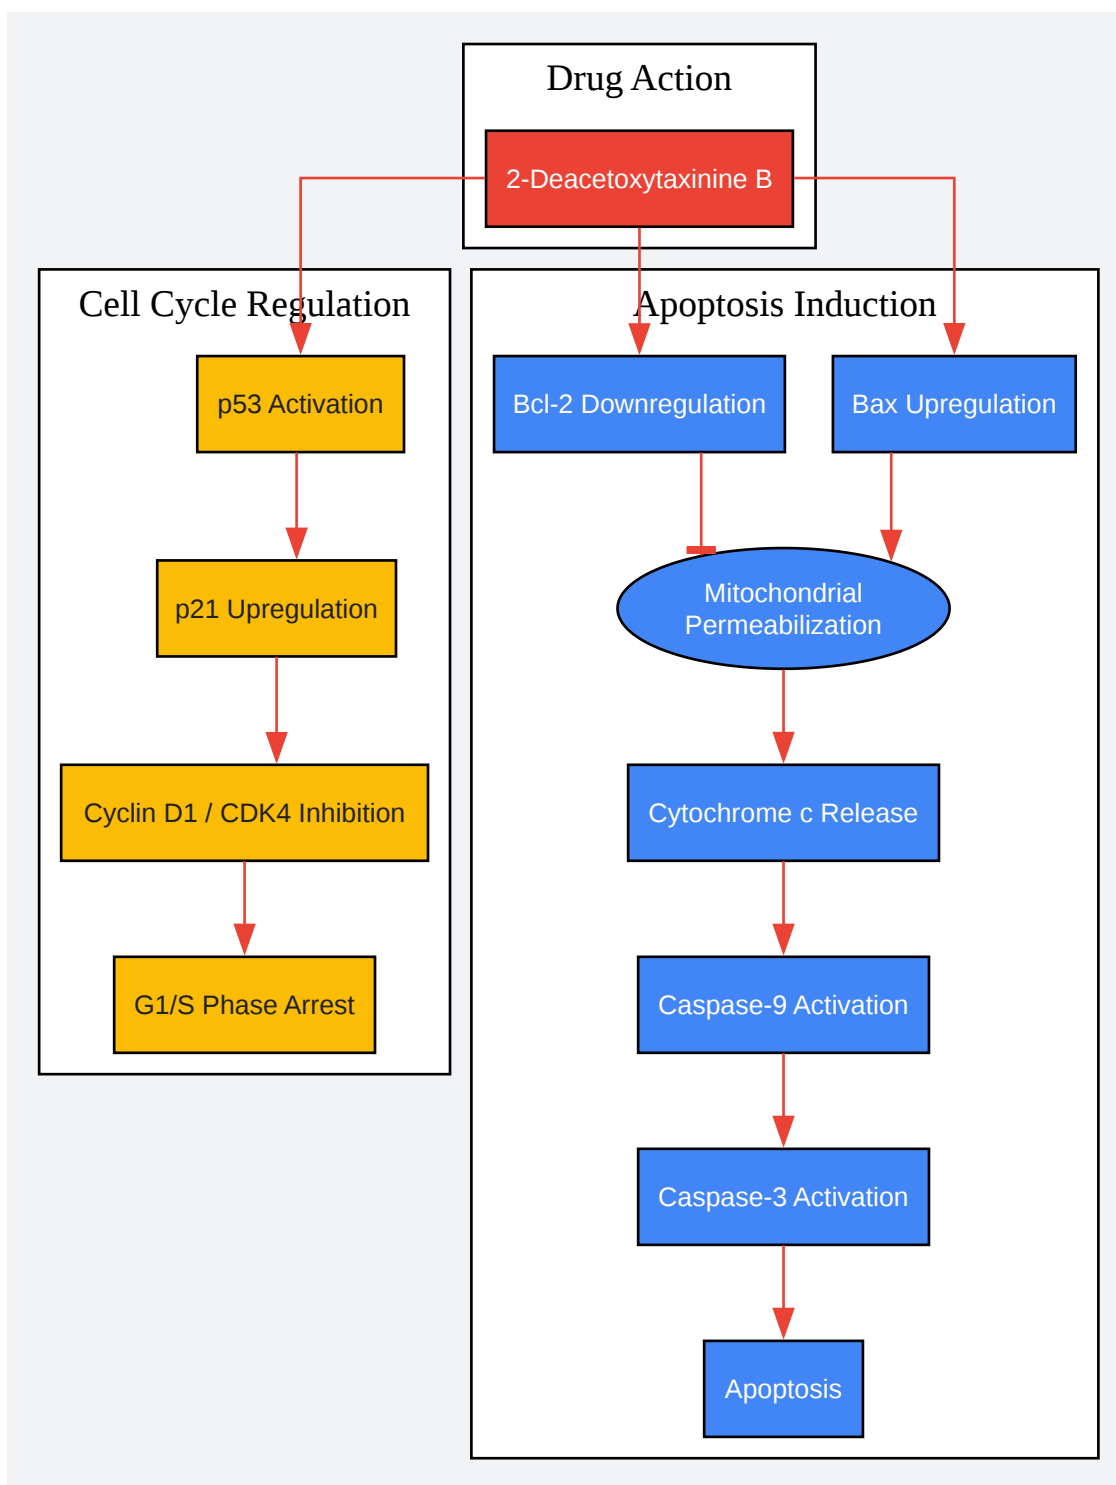 Drug Action
2-Deacetoxytaxinine B
Cell Cycle Regulation
p53 Activation
p21 Upregulation
Cyclin D1 / CDK4 Inhibition
G1/S Phase Arrest
Apoptosis Induction
Bcl-2 Downregulation
Bax Upregulation
Mitochondrial
Permeabilization
Cytochrome c Release
Caspase-9 Activation
Caspase-3 Activation
Apoptosis